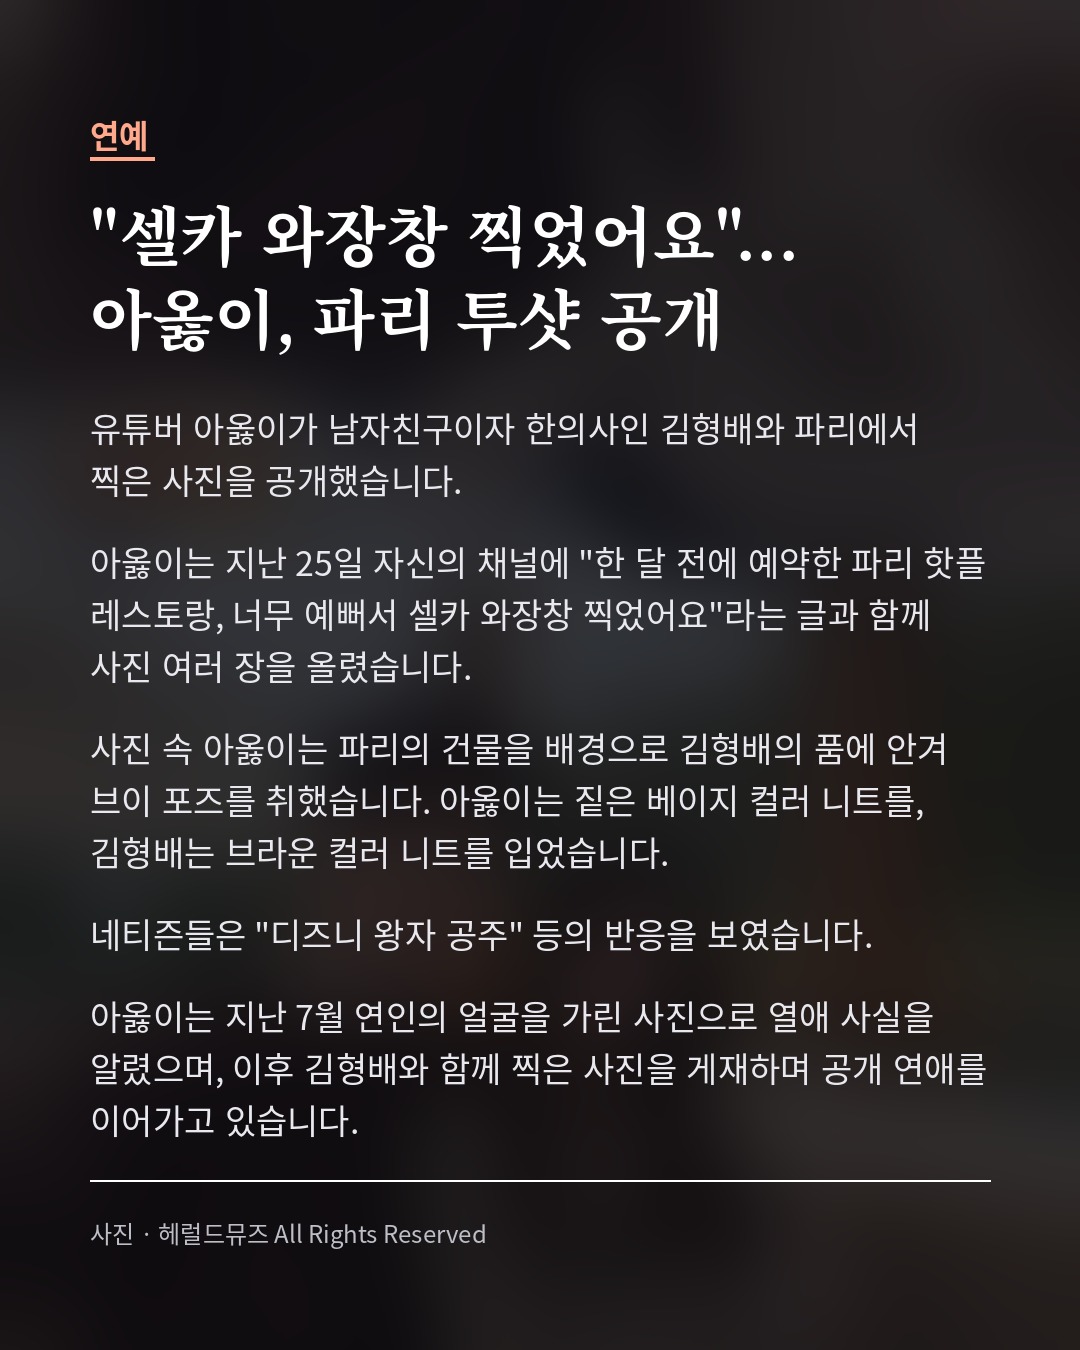 연예
"셀카 와장창 찍었어요"...
아옳이, 파리 투샷 공개
유튜버 아옳이가 남자친구이자 한의사인 김형배와 파리에서
찍은 사진을 공개했습니다.
아옳이는 지난 25일 자신의 채널에 "한 달 전에 예약한 파리 핫플
레스토랑, 너무 예뻐서 셀카 와장창 찍었어요"라는 글과 함께
사진 여러 장을 올렸습니다.
사진 속 아옳이는 파리의 건물을 배경으로 김형배의 품에 안겨
브이 포즈를 취했습니다. 아옳이는 짙은 베이지 컬러 니트를,
김형배는 브라운 컬러 니트를 입었습니다.
네티즌들은 "디즈니 왕자 공주" 등의 반응을 보였습니다.
아옳이는 지난 7월 연인의 얼굴을 가린 사진으로 열애 사실을
알렸으며, 이후 김형배와 함께 찍은 사진을 게재하며 공개 연애를
이어가고 있습니다.
사진 · 헤럴드뮤즈 All Rights Reserved